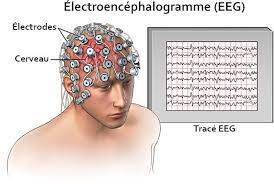 Électroencéphalogramme (EEG)
Électrodes
Cerveau
Tracé EEG